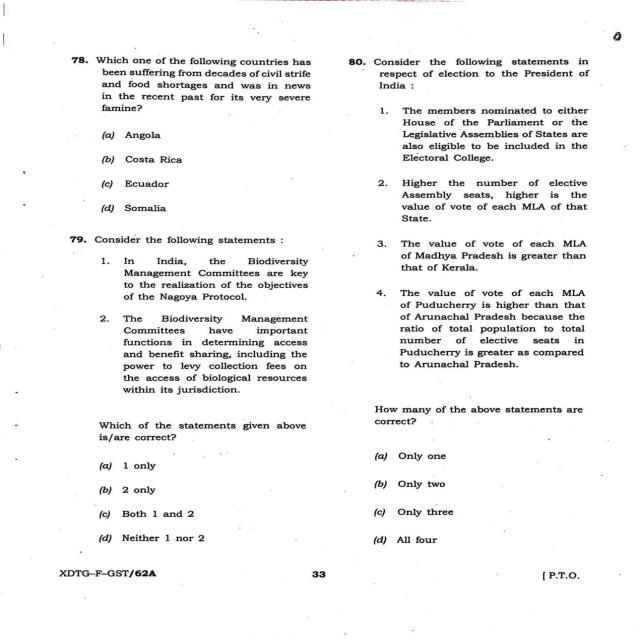 78. Which one of the following countries has
been suffering from decades of civil strife
and food shortages and was in news
in the recent past for its very severe
famine?
(a) Angola
(b) Costa Rica
(c) Ecuador
(d) Somalia
79. Consider the following statements :
1. In India, the Biodiversity
Management Committees are key
to the realization of the objectives
of the Nagoya Protocol.
2. The Biodiversity Management
Committees have important
functions in determining access
and benefit sharing, including the
power to levy collection fees on
the access of biological resources
within its jurisdiction.
Which of the statements given above
is/are correct?
(a) 1 only
(b) 2 only
(c) Both 1 and 2
(d) Neither 1 nor 2
80. Consider the following statements in
respect of election to the President of
India :
1. The members nominated to either
House of the Parliament or the
Legislative Assemblies of States are
also eligible to be included in the
Electoral College.
2. Higher the number of elective
Assembly seats, higher is the
value of vote of each MLA of that
State.
3. The value of vote of each MLA
of Madhya Pradesh is greater than
that of Kerala.
4. The value of vote of each MLA
of Puducherry is higher than that
of Arunachal Pradesh because the
ratio of total population to total
number of elective seats in
Puducherry is greater as compared
to Arunachal Pradesh.
How many of the above statements are
correct?
(a) Only one
(b) Only two
(c) Only three
(d) All four
XDTG-F-GST/62A
33
[ P.T.O.